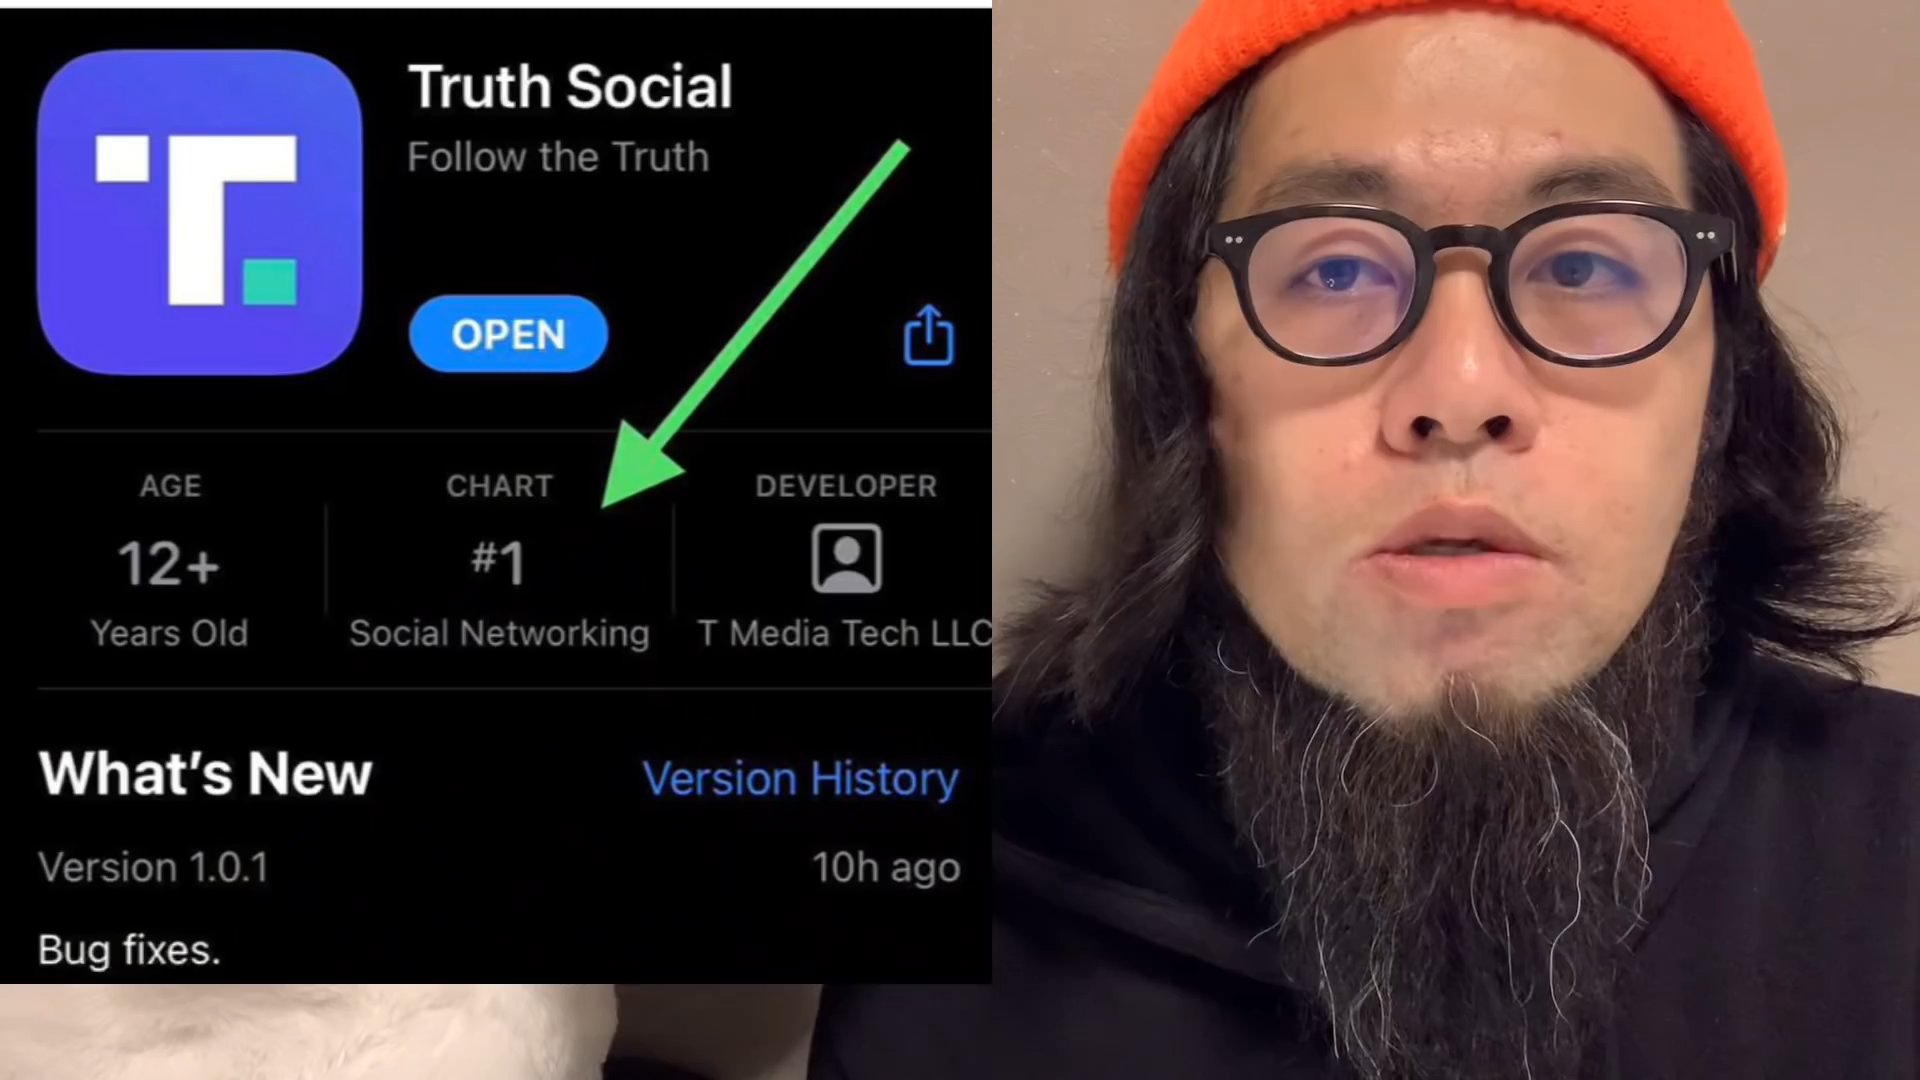 Truth Social
Follow the Truth
OPEN
AGE
CHART
DEVELOPER
12+
#1
Years Old
Social Networking
T Media Tech LLC
What's New
Version History
Version 1.0.1
10h ago
Bug fixes.